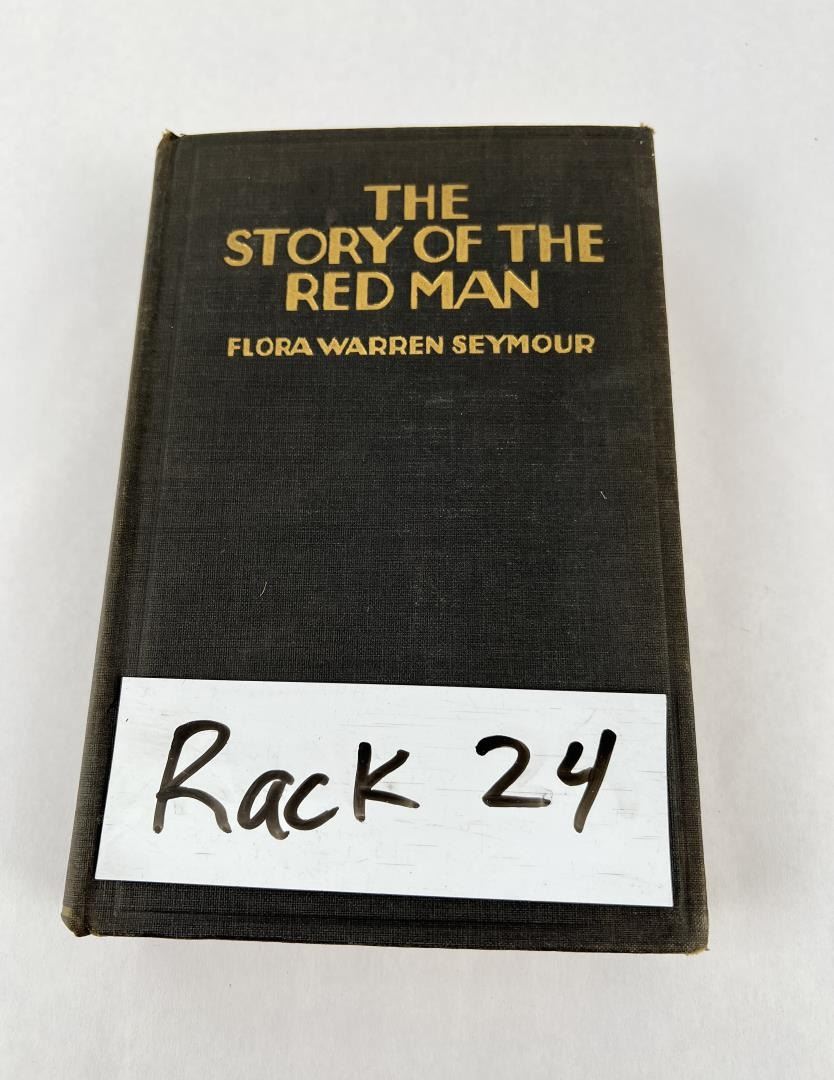 THE
STORY OF THE
RED MAN
FLORA WARREN SEYMOUR
Rack 24